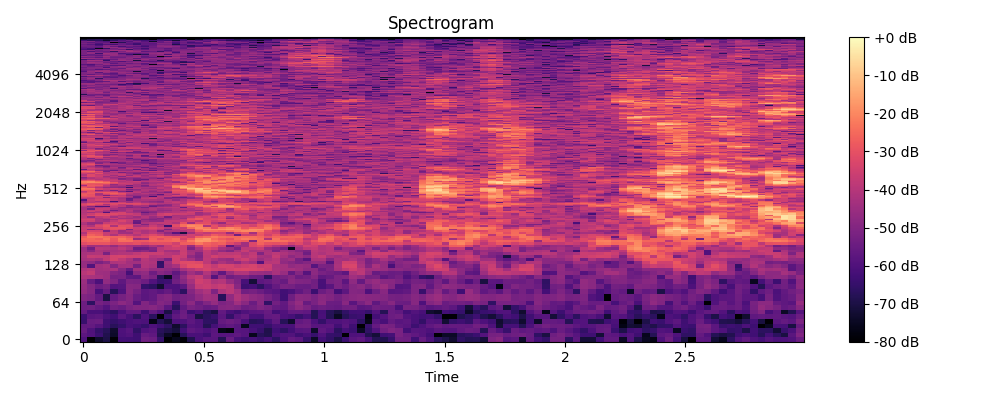 Spectrogram
Hz
4096
2048
1024
512
256
128
64
0
0
0.5
1
1.5
2
2.5
Time
+0 dB
-10 dB
-20 dB
-30 dB
-40 dB
-50 dB
-60 dB
-70 dB
-80 dB